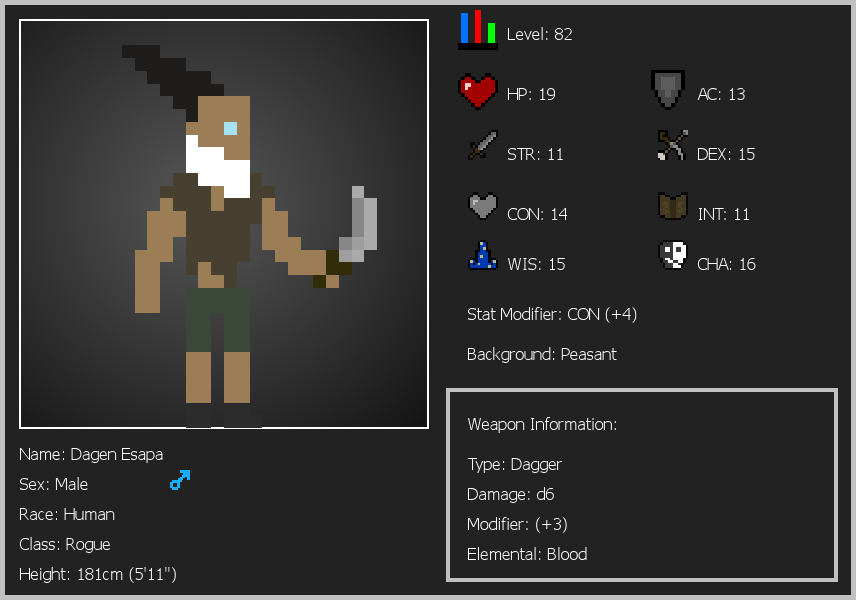 Level: 82
HP: 19
AC: 13
STR: 11
DEX: 15
CON: 14
INT: 11
WIS: 15
CHA: 16
Stat Modifier: CON (+4)
Background: Peasant
Weapon Information:
Type: Dagger
Damage: d6
Modifier: (+3)
Elemental: Blood
Name: Dagen Esapa
Sex: Male
Race: Human
Class: Rogue
Height: 181cm (5'11")